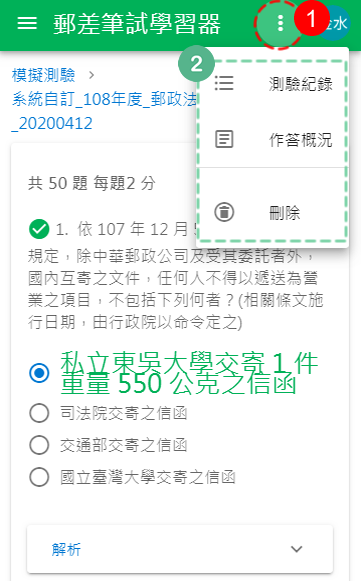 郵差筆試學習器
1
金水
2
測驗紀錄
作答概況
刪除
模擬測驗
系統自訂_108年度_郵政法
_20200412
共 50 題 每題2 分
1. 依 107 年 12 月
規定，除中華郵政公司及受其委託者外，
國內互寄之文件，任何人不得以遞送為營
業之項目，不包括下列何者？(相關條文施
行日期，由行政院以命令定之)
私立東吳大學交寄 1 件
重量 550 公克之信函
司法院交寄之信函
交通部交寄之信函
國立臺灣大學交寄之信函
解析